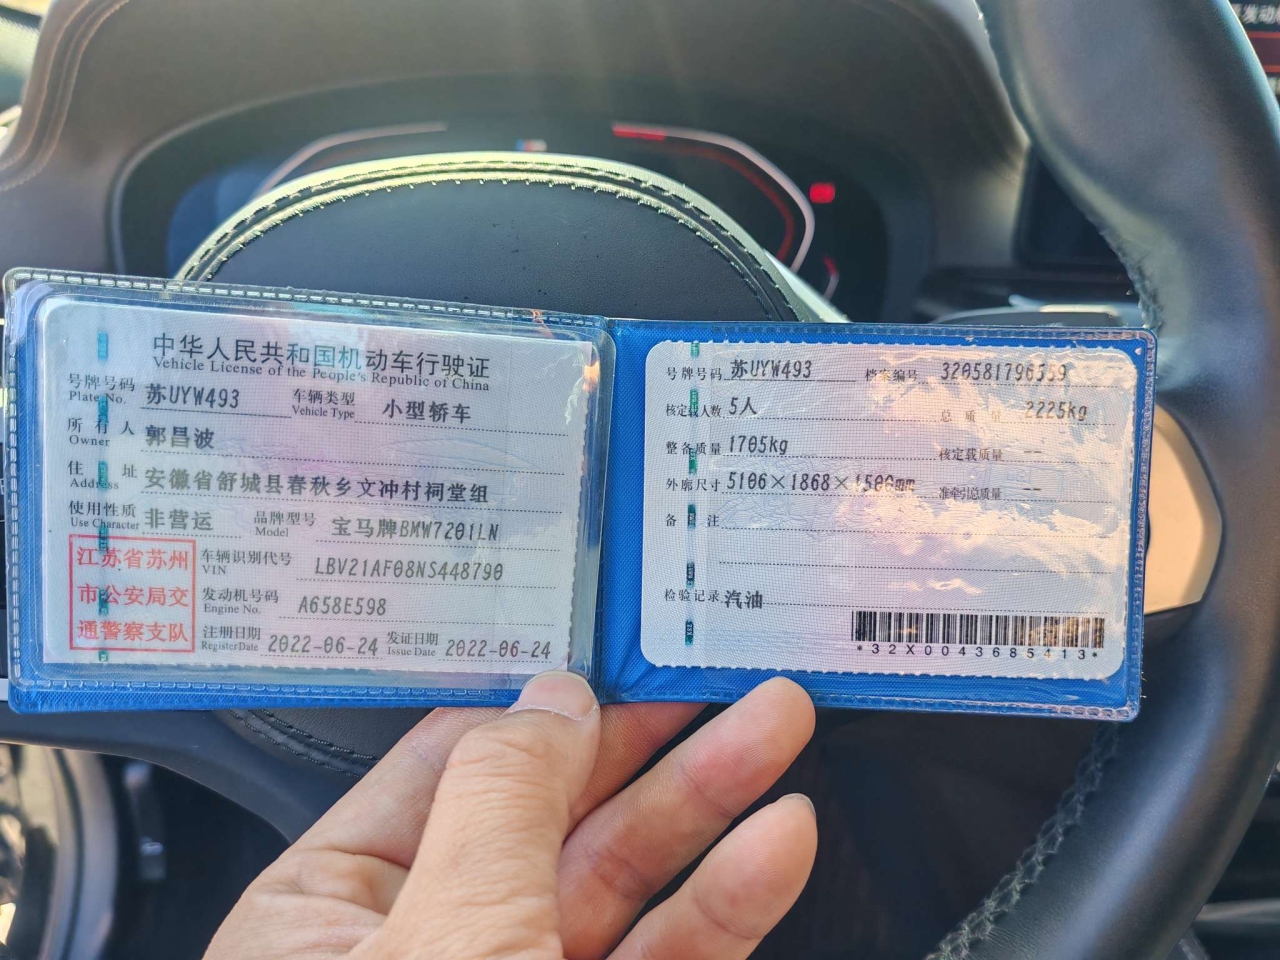 中华人民共和国机动车行驶证
Vehicle License of the People's Republic of China
号牌号码 苏UYW493 车辆类型 小型轿车
Plate No. Vehicle Type
所有人 郭昌波
Owner
住址 安徽省舒城县春秋乡文冲村祠堂组
Address
使用性质 非营运 品牌型号 宝马牌BMW7201LN
Use Character Model
江苏省苏州
市公安局交
通警察支队
车辆识别代号 LBV21AF08NS448790
VIN
发动机号码 A658E598
Engine No.
注册日期 2022-06-24 发证日期 2022-06-24
Register Date Issue Date
号牌号码 苏UYW493 档案编号 320581796559
核定载人数 5人 总质量 2225kg
整备质量 1705kg 核定载质量 --
外廓尺寸 5106×1868×1500mm 准牵引总质量 --
备注
检验记录 汽油
*32X0043685413*